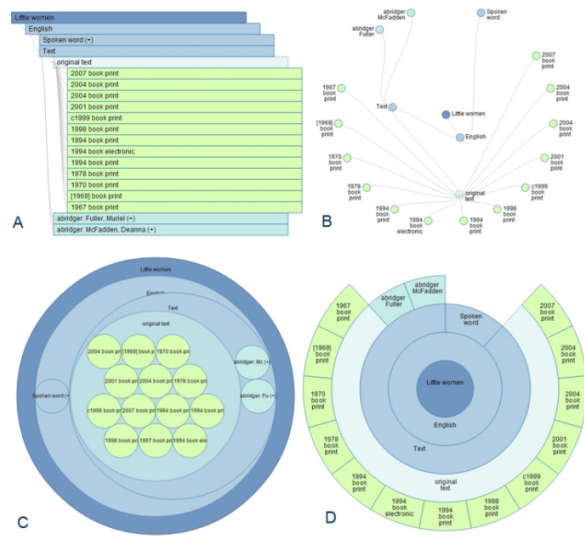 Little women
English
Spoken word (+)
Text
original text
2007 book print
2004 book print
2004 book print
2001 book print
c1999 book print
1998 book print
1994 book print
1994 book electronic
1994 book print
1978 book print
1970 book print
[1969] book print
1967 book print
abridger: Fuller, Muriel (+)
abridger: McFadden, Deanna (+)
A
abridger
McFadden
abridger
Fuller
Spoken
word
2007
book
print
1967
book
print
2004
book
print
Text
Little women
[1969]
book
print
English
2004
book
print
1970
book
print
2001
book
print
1978
book
print
original
text
c1999
book
print
1994
book
print
1994
book
electronic
1994
book
print
1998
book
print
B
Little women
English
Text
original text
2004 book pri
[1969] book p
1970 book pri
2001 book pri
2004 book pri
1978 book pri
c1999 book pri
2007 book pri
1994 book pri
1994 book pri
1998 book pri
1967 book pri
1994 book ele
Spoken word (+
abridger: Mc (+)
abridger: Fu (+)
C
abridger
Fuller
abridger
McFadden
Spoken
word
1967
book
print
2007
book
print
[1969]
book
print
2004
book
print
1970
book
print
Little women
2004
book
print
English
1978
book
print
Text
2001
book
print
1994
book
print
original
text
c1999
book
print
1994
book
electronic
1994
book
print
1998
book
print
D